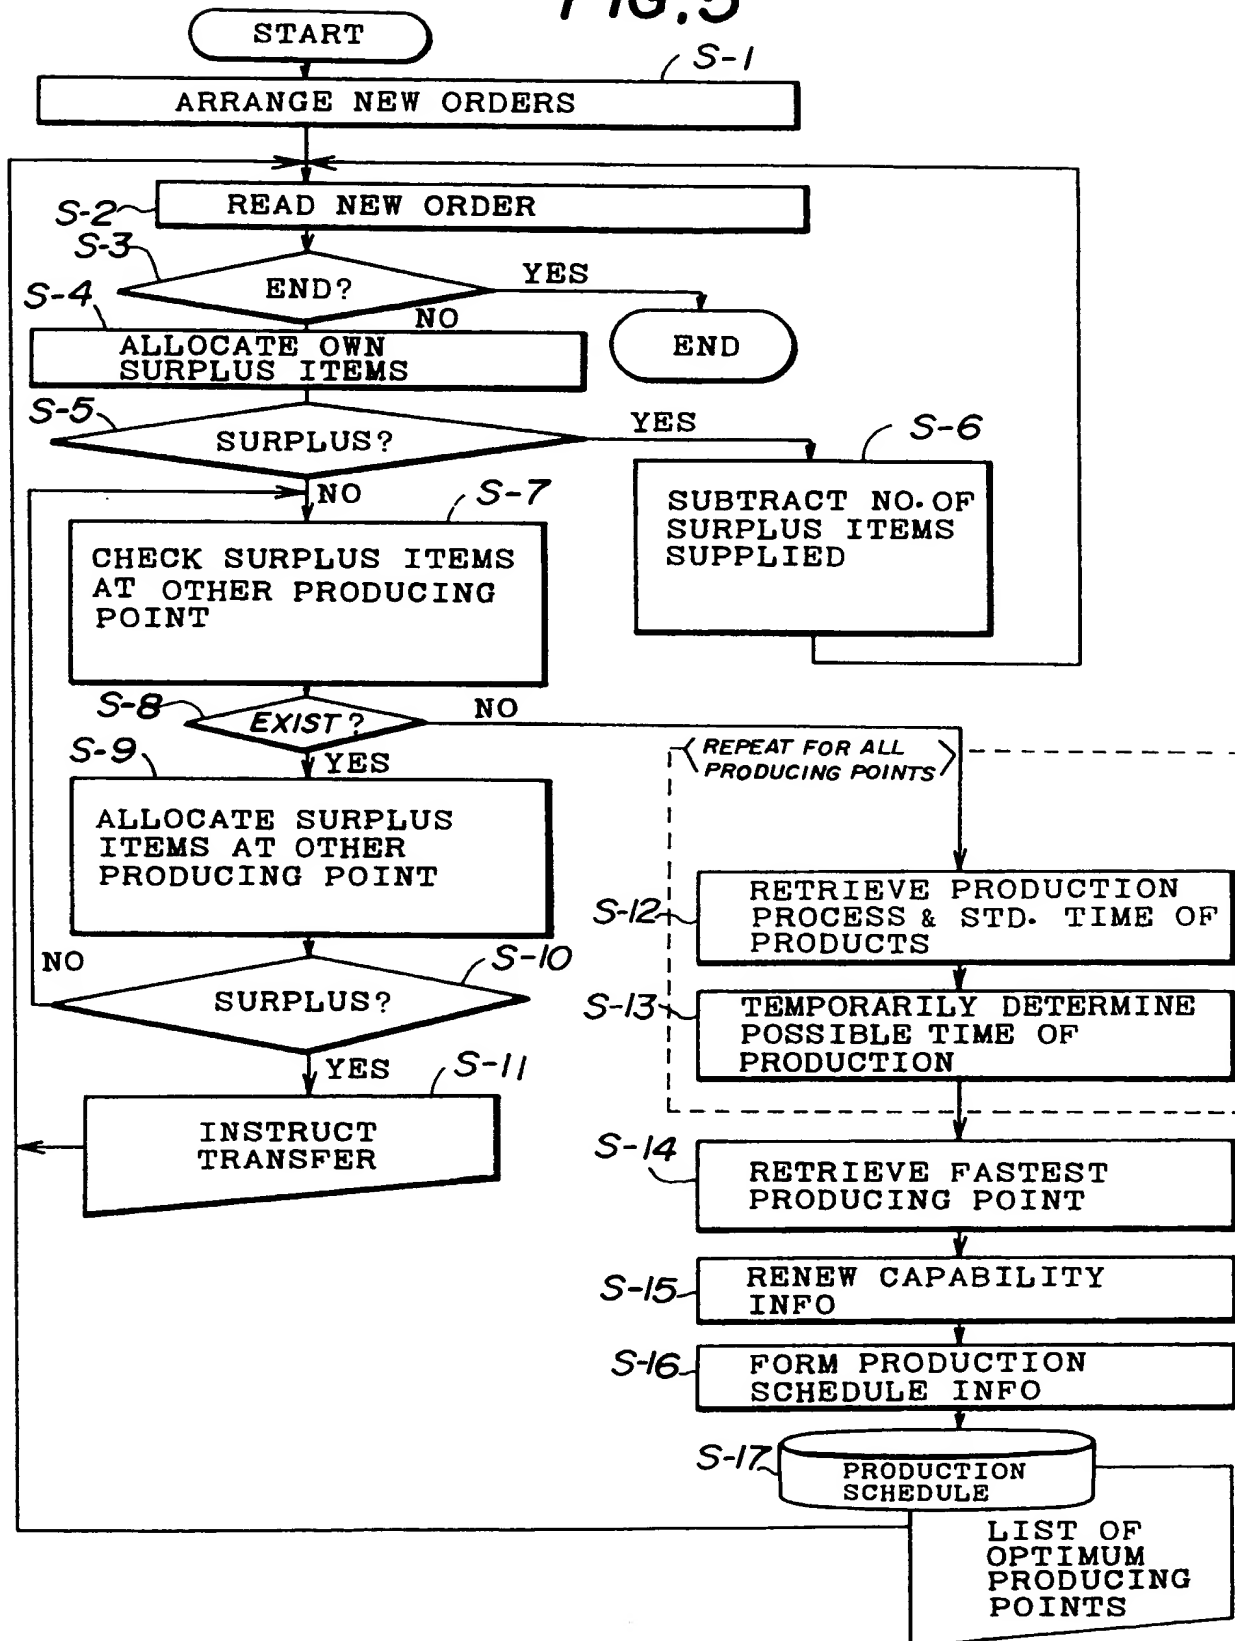 FIG. 5
START
S-1
ARRANGE NEW ORDERS
S-2
READ NEW ORDER
S-3
END?
YES
NO
END
S-4
ALLOCATE OWN
SURPLUS ITEMS
S-5
SURPLUS?
YES
NO
S-6
SUBTRACT NO. OF
SURPLUS ITEMS
SUPPLIED
S-7
CHECK SURPLUS ITEMS
AT OTHER PRODUCING
POINT
S-8
EXIST?
NO
YES
S-9
ALLOCATE SURPLUS
ITEMS AT OTHER
PRODUCING POINT
S-10
SURPLUS?
NO
YES
S-11
INSTRUCT
TRANSFER
REPEAT FOR ALL
PRODUCING POINTS
S-12
RETRIEVE PRODUCTION
PROCESS & STD. TIME OF
PRODUCTS
S-13
TEMPORARILY DETERMINE
POSSIBLE TIME OF
PRODUCTION
S-14
RETRIEVE FASTEST
PRODUCING POINT
S-15
RENEW CAPABILITY
INFO
S-16
FORM PRODUCTION
SCHEDULE INFO
S-17
PRODUCTION
SCHEDULE
LIST OF
OPTIMUM
PRODUCING
POINTS